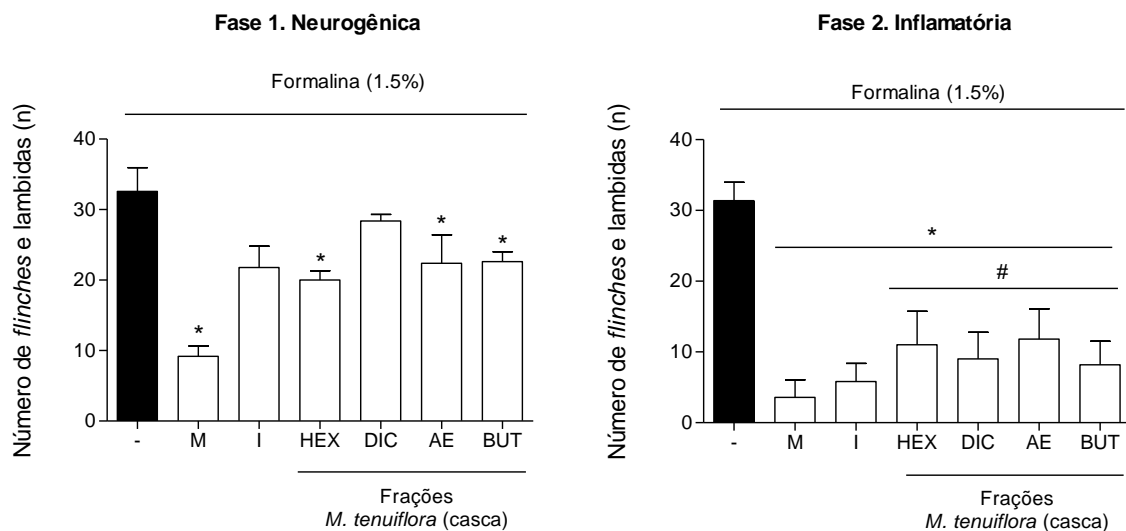 Fase 1. Neurogênica
Formalina (1.5%)
Número de flinches e lambidas (n)
40
30
20
10
0
*
*
*
*
- M I HEX DIC AE BUT
Frações
M. tenuiflora (casca)
Fase 2. Inflamatória
Formalina (1.5%)
Número de flinches e lambidas (n)
40
30
20
10
0
*
#
- M I HEX DIC AE BUT
Frações
M. tenuiflora (casca)